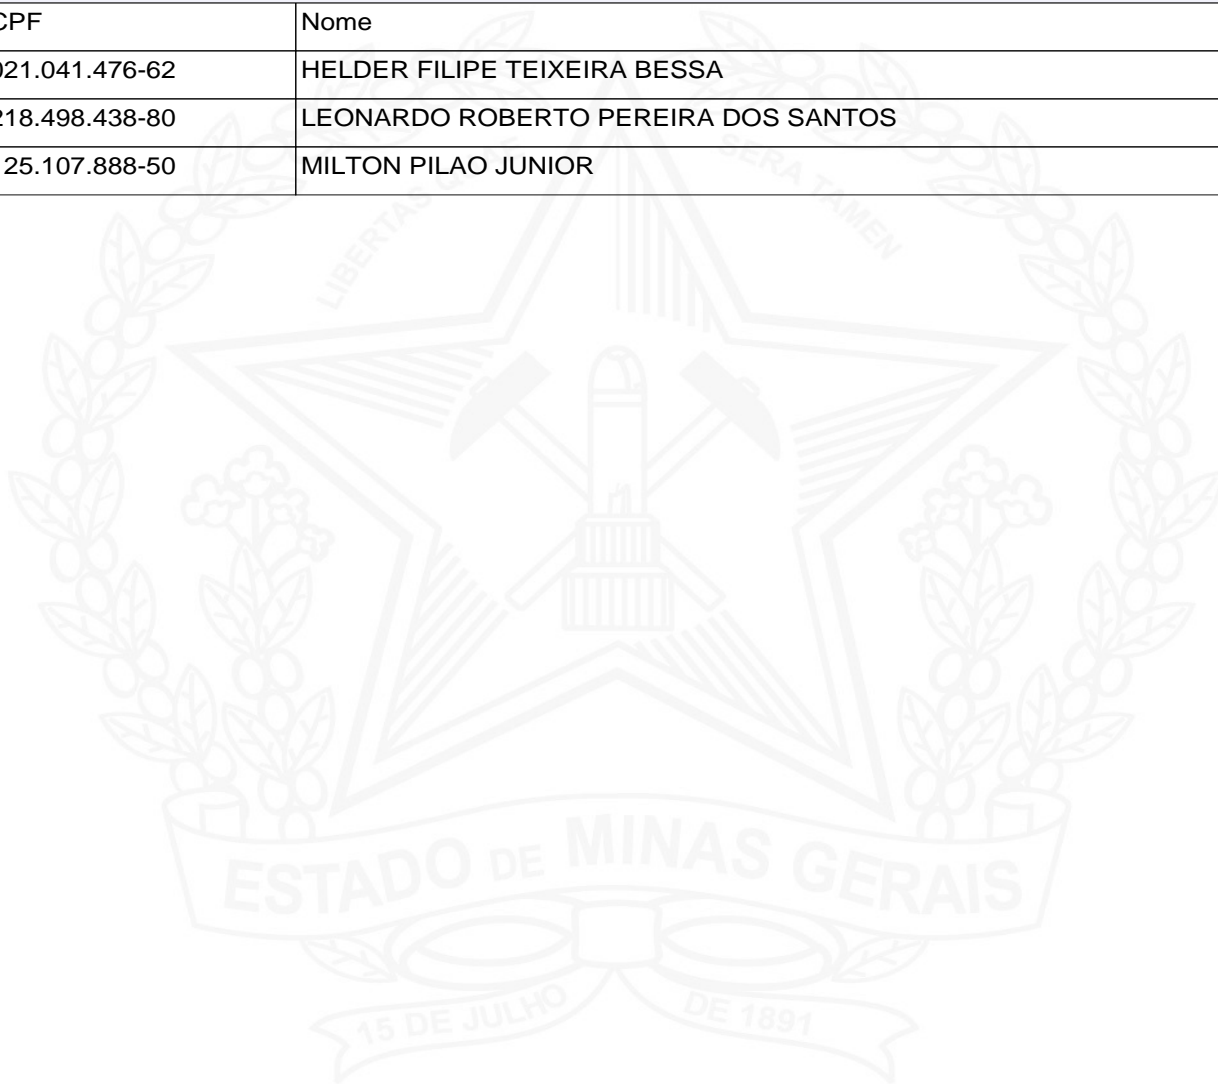 CPF Nome
021.041.476-62 HELDER FILIPE TEIXEIRA BESSA
218.498.438-80 LEONARDO ROBERTO PEREIRA DOS SANTOS
25.107.888-50 MILTON PILAO JUNIOR
LIBERTAS QUE SERA TAMEN
ESTADO DE MINAS GERAIS
15 DE JULHO DE 1891